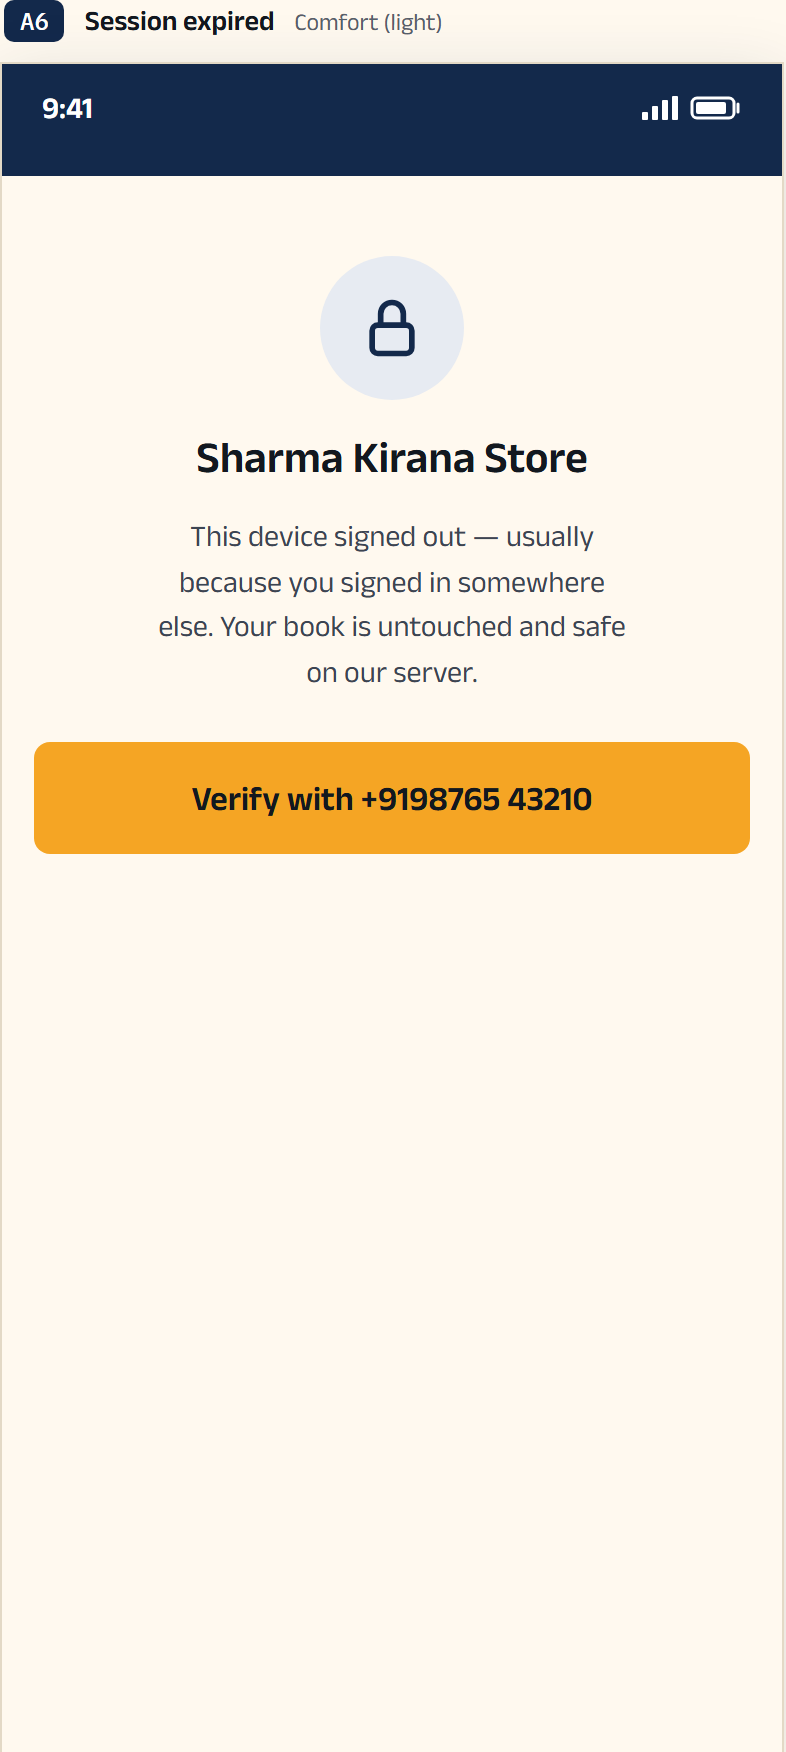 A6 Session expired Comfort (light)
9:41
Sharma Kirana Store
This device signed out — usually
because you signed in somewhere
else. Your book is untouched and safe
on our server.
Verify with +9198765 43210